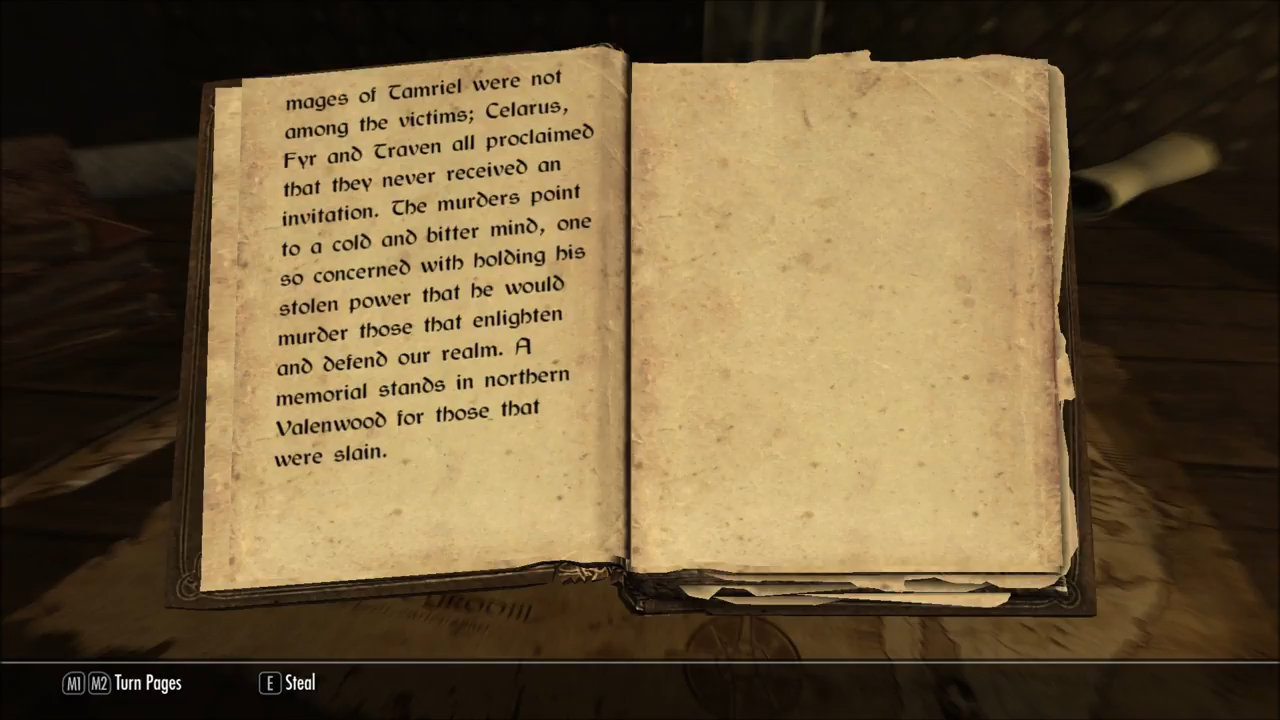 mages of Tamriel were not
among the victims; Celarus,
Fyr and Traven all proclaimed
that they never received an
invitation. The murders point
to a cold and bitter mind, one
so concerned with holding his
stolen power that he would
murder those that enlighten
and defend our realm. A
memorial stands in northern
Valenwood for those that
were slain.
M1 M2 Turn Pages
E Steal